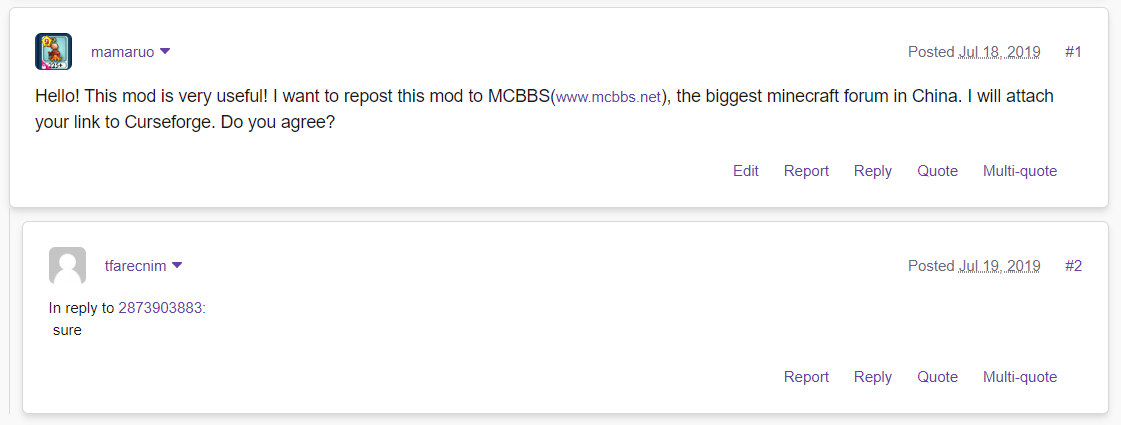 mamaruo
Posted Jul 18, 2019
#1
Hello! This mod is very useful! I want to repost this mod to MCBBS(www.mcbbs.net), the biggest minecraft forum in China. I will attach
your link to Curseforge. Do you agree?
Edit Report Reply Quote Multi-quote
tfarecnim
Posted Jul 19, 2019
#2
In reply to 2873903883:
sure
Report Reply Quote Multi-quote